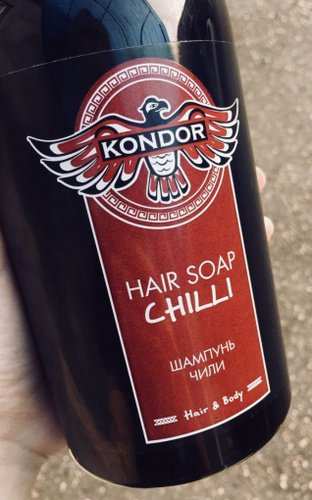 KONDOR
HAIR SOAP
CHILLI
ШАМПУНЬ
ЧИЛИ
Hair & Body